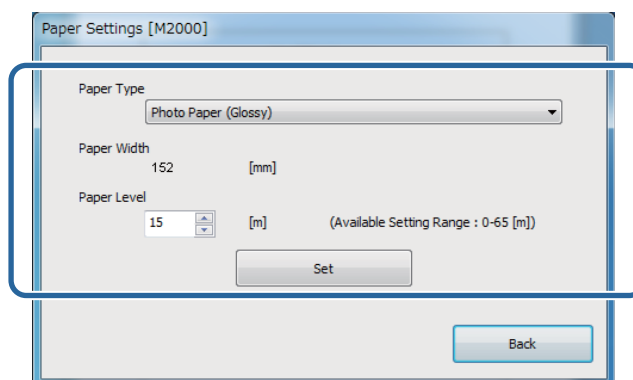 Paper Settings [M2000]
Paper Type
Photo Paper (Glossy)
Paper Width
152 [mm]
Paper Level
15 [m] (Available Setting Range : 0-65 [m])
Set
Back